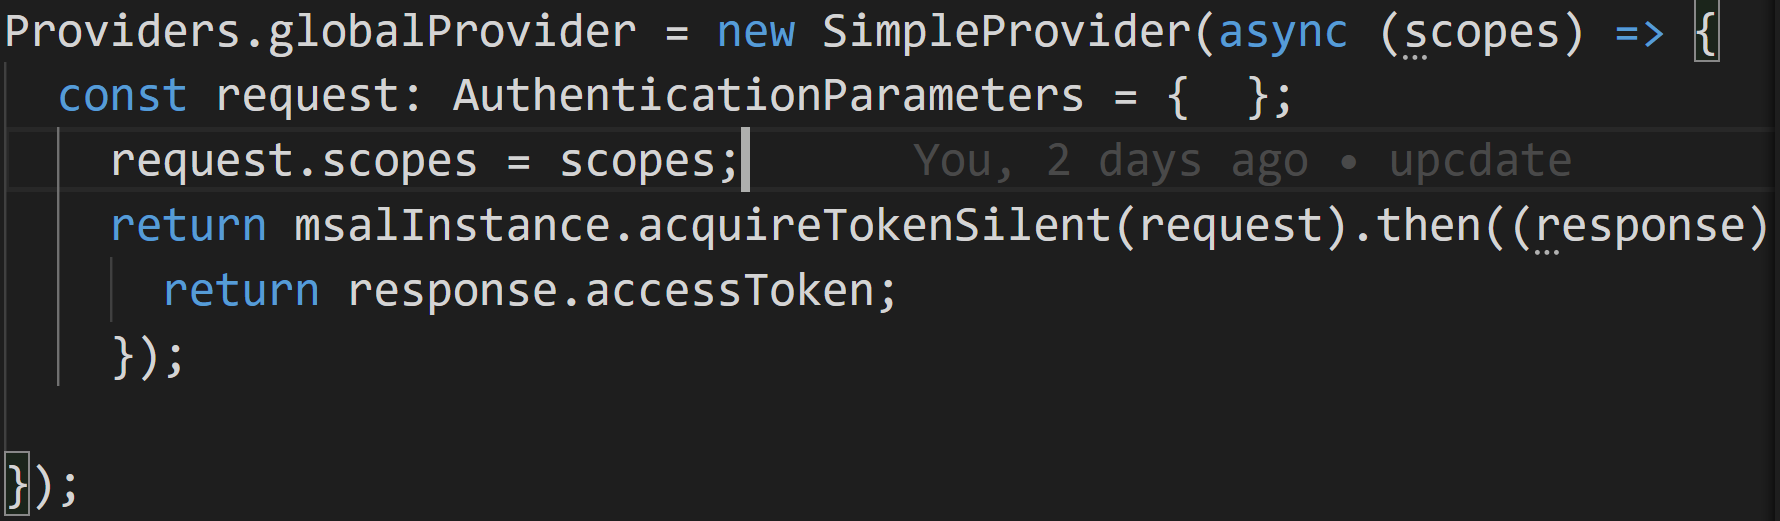 Providers.globalProvider = new SimpleProvider(async (scopes) => {
const request: AuthenticationParameters = {  };
request.scopes = scopes; You, 2 days ago • upcdate
return msalInstance.acquireTokenSilent(request).then((response)
return response.accessToken;
});
});